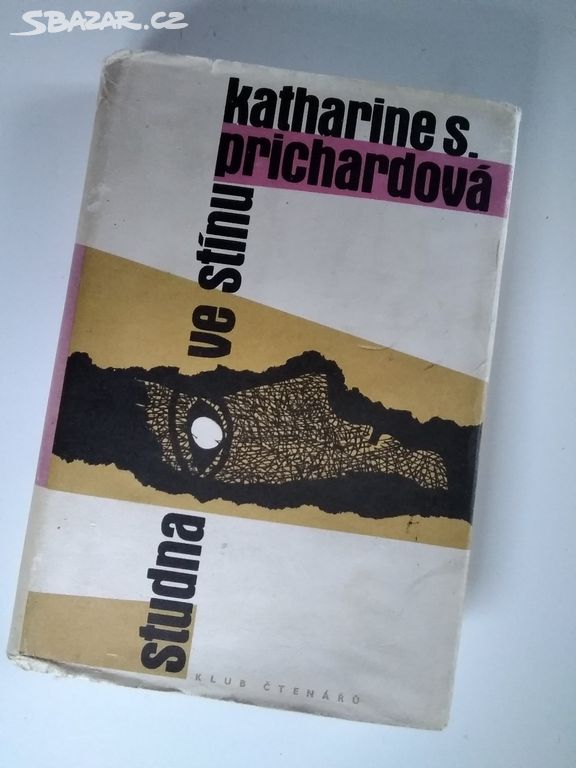 SBAZAR.CZ
katharine s.
prichardová
studna ve stínu
KLUB ČTENÁŘŮ